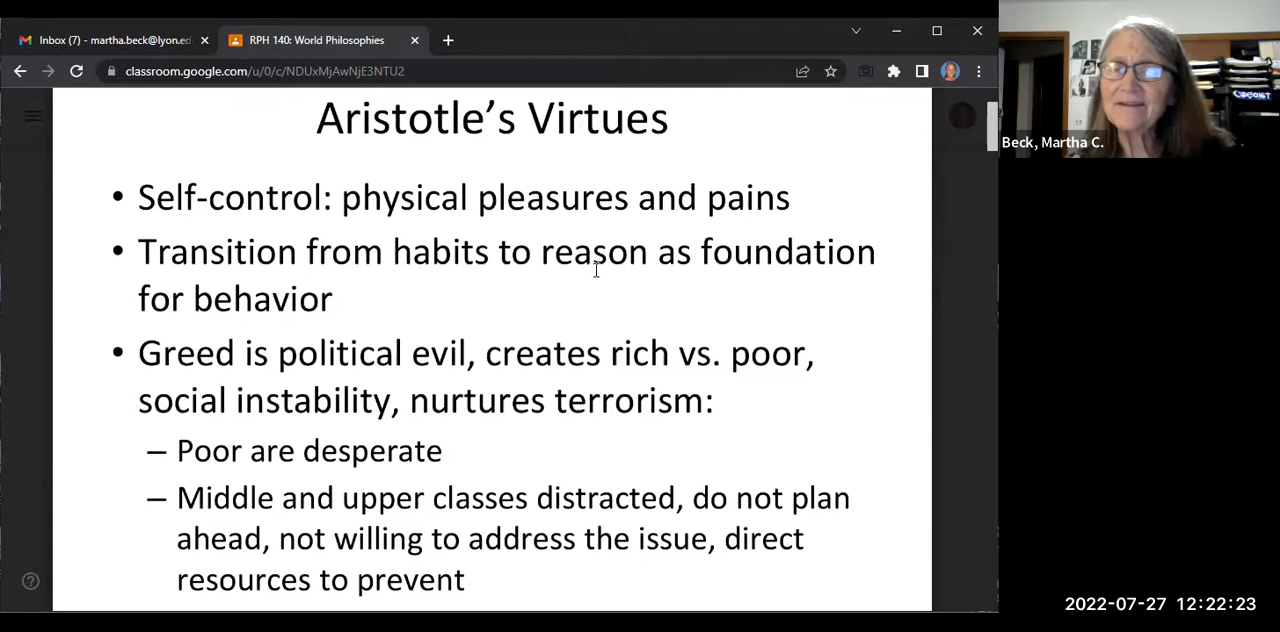 Inbox (7) - martha.beck@lyon.ed
RPH 140: World Philosophies
classroom.google.com/u/0/c/NDUxMjAwNjE3NTU2
Aristotle's Virtues
• Self-control: physical pleasures and pains
• Transition from habits to reason as foundation
for behavior
• Greed is political evil, creates rich vs. poor,
social instability, nurtures terrorism:
– Poor are desperate
– Middle and upper classes distracted, do not plan
ahead, not willing to address the issue, direct
resources to prevent
Beck, Martha C.
2022-07-27 12:22:23